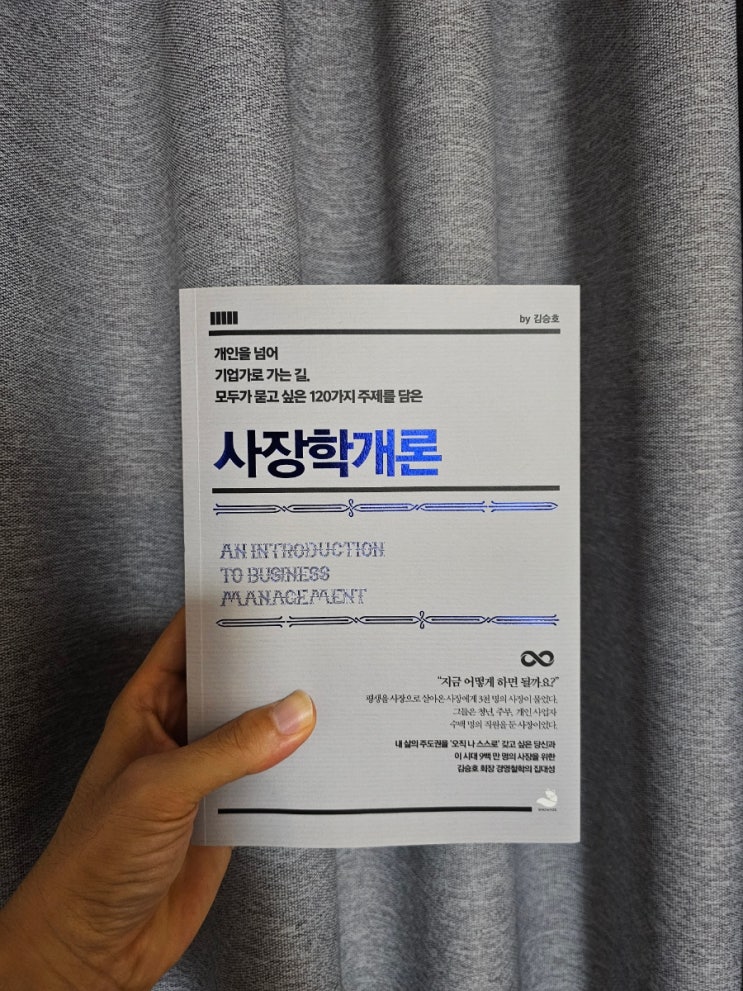 by 김승호
개인을 넘어
기업가로 가는 길.
모두가 묻고 싶은 120가지 주제를 담은
사장학개론
AN INTRODUCTION
TO BUSINESS
MANAGEMENT
“지금 어떻게 하면 될까요?”
평생을 사장으로 살아온 사장에게 3천 명의 사장이 물었다.
그들은 청년, 주부, 개인 사업자
수백 명의 직원을 둔 사장이었다.
내 삶의 주도권을 '오직 나 스스로' 갖고 싶은 당신과
이 시대 9백 만 명의 사장을 위한
김승호 회장 경영철학의 집대성